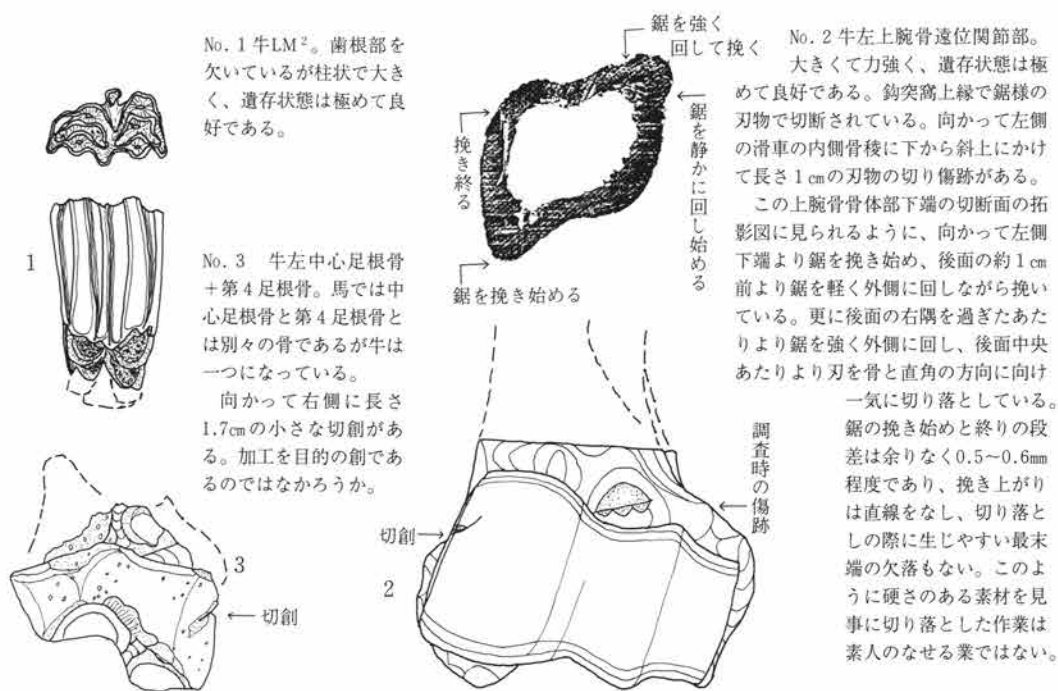 No.1 牛LM²。歯根部を
欠いているが柱状で大き
く、遺存状態は極めて良
好である。
1
No.3　牛左中心足根骨
＋第4足根骨。馬では中
心足根骨と第4足根骨と
は別々の骨であるが牛は
一つになっている。
　向かって右側に長さ
1.7㎝の小さな切創があ
る。加工を目的の創であ
るのではなかろうか。
3
切創
鋸を強く
回して挽く
鋸を静かに回し始める
挽き終る
鋸を挽き始める
切創
2
調査時の傷跡
No.2 牛左上腕骨遠位関節部。
大きくて力強く、遺存状態は極
めて良好である。鈎突窩上縁で鋸様の
刃物で切断されている。向かって左側
の滑車の内側骨稜に下から斜上にかけ
て長さ1㎝の刃物の切り傷跡がある。
　この上腕骨骨体部下端の切断面の拓
影図に見られるように、向かって左側
下端より鋸を挽き始め、後面の約1㎝
前より鋸を軽く外側に回しながら挽い
ている。更に後面の右隅を過ぎたあた
りより鋸を強く外側に回し、後面中央
あたりより刃を骨と直角の方向に向け
一気に切り落としている。
鋸の挽き始めと終りの段
差は余りなく0.5～0.6㎜
程度であり、挽き上がり
は直線をなし、切り落と
しの際に生じやすい最末
端の欠落もない。このよ
うに硬さのある素材を見
事に切り落とした作業は
素人のなせる業ではない。